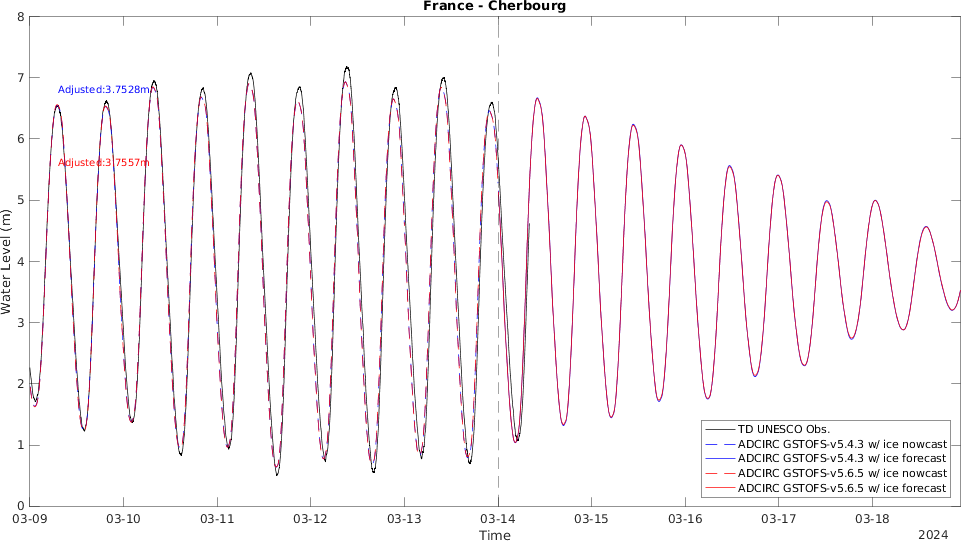 France - Cherbourg
8
7
6
5
4
3
2
1
0
Water Level (m)
Adjusted:3.7528m
Adjusted:3.7557m
TD UNESCO Obs.
ADCIRC GSTOFS-v5.4.3 w/ ice nowcast
ADCIRC GSTOFS-v5.4.3 w/ ice forecast
ADCIRC GSTOFS-v5.6.5 w/ ice nowcast
ADCIRC GSTOFS-v5.6.5 w/ ice forecast
03-09 03-10 03-11 03-12 03-13 03-14 03-15 03-16 03-17 03-18
Time
2024